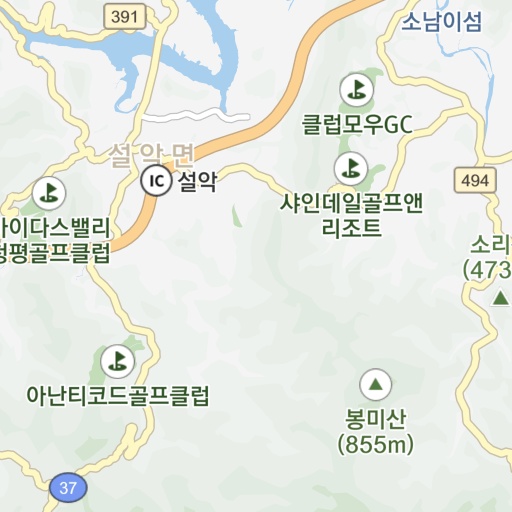 391
소남이섬
클럽모우GC
설악면
IC 설악
494
샤인데일골프앤
리조트
아이다스밸리
청평골프클럽
소리
(473
아난티코드골프클럽
봉미산
(855m)
37